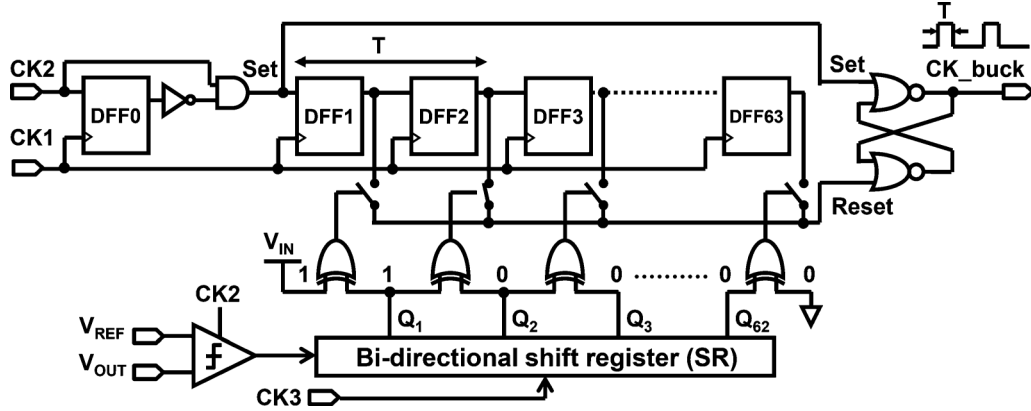 T
T
CK2
Set
Set
CK_buck
DFF0
DFF1
DFF2
DFF3
DFF63
CK1
Reset
V_IN
1 1 0 0 ......... 0 0
CK2
Q_1 Q_2 Q_3 Q_62
V_REF
V_OUT
Bi-directional shift register (SR)
CK3